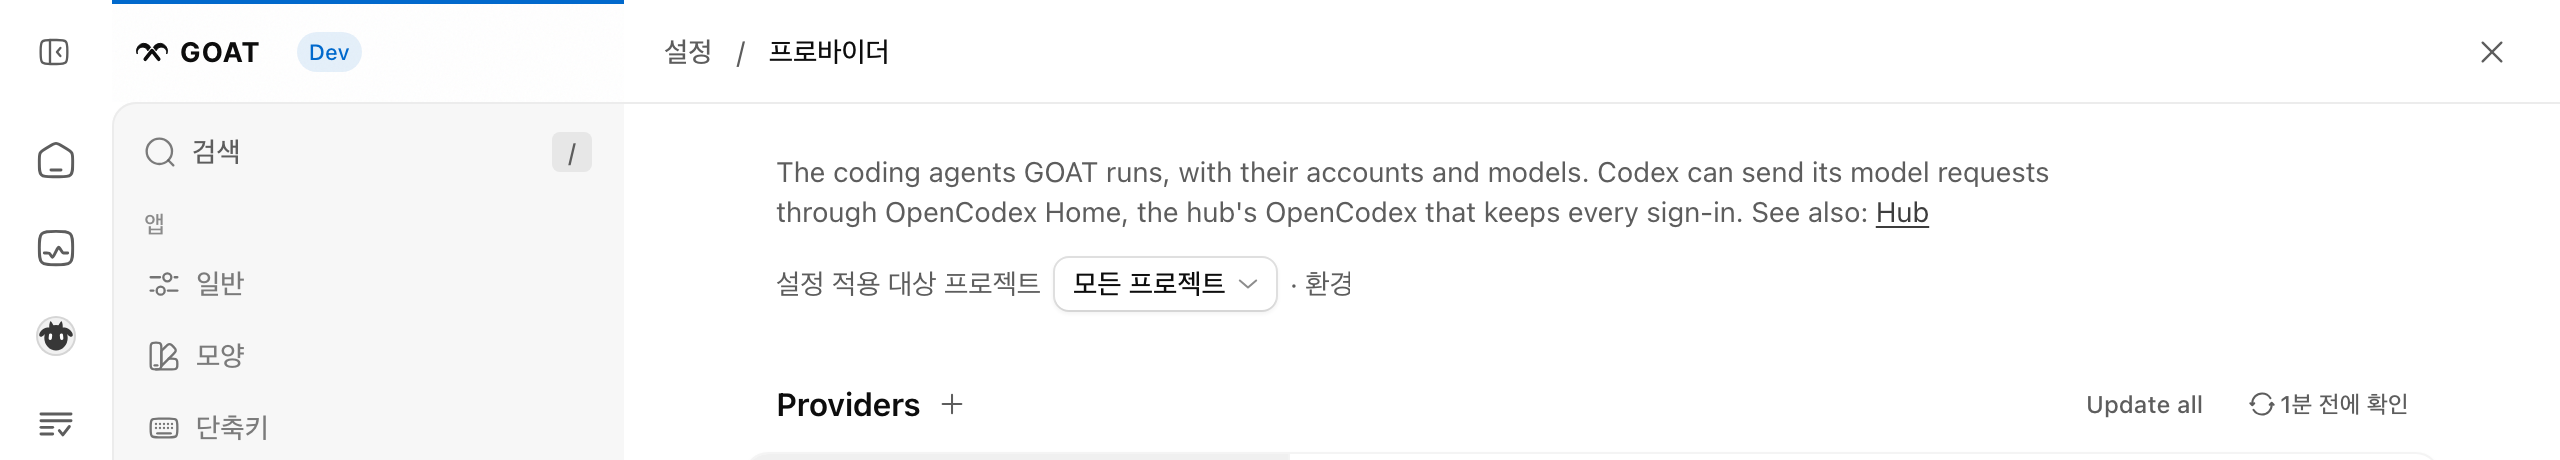 GOAT Dev
설정 / 프로바이더
검색 /
앱
일반
모양
단축키
The coding agents GOAT runs, with their accounts and models. Codex can send its model requests
through OpenCodex Home, the hub's OpenCodex that keeps every sign-in. See also: Hub
설정 적용 대상 프로젝트 모든 프로젝트 · 환경
Providers
Update all 1분 전에 확인